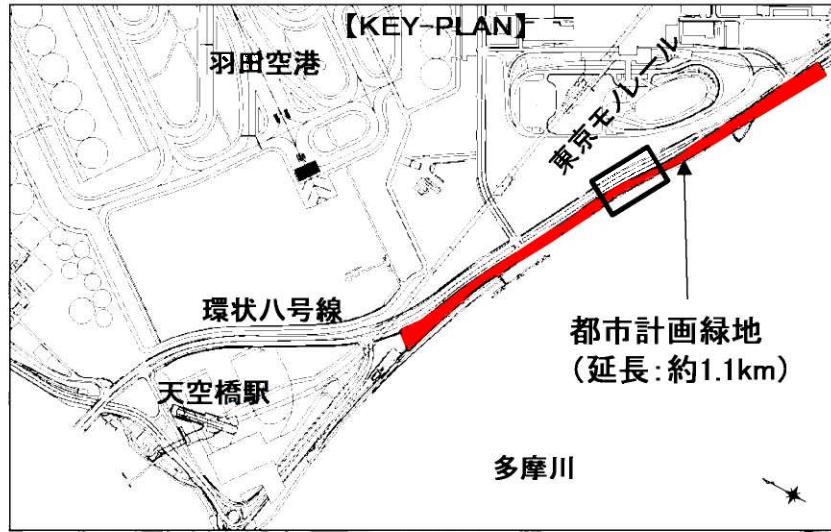 【KEY-PLAN】
羽田空港
東京モノレール
環状八号線
都市計画緑地
（延長：約1.1km）
天空橋駅
多摩川